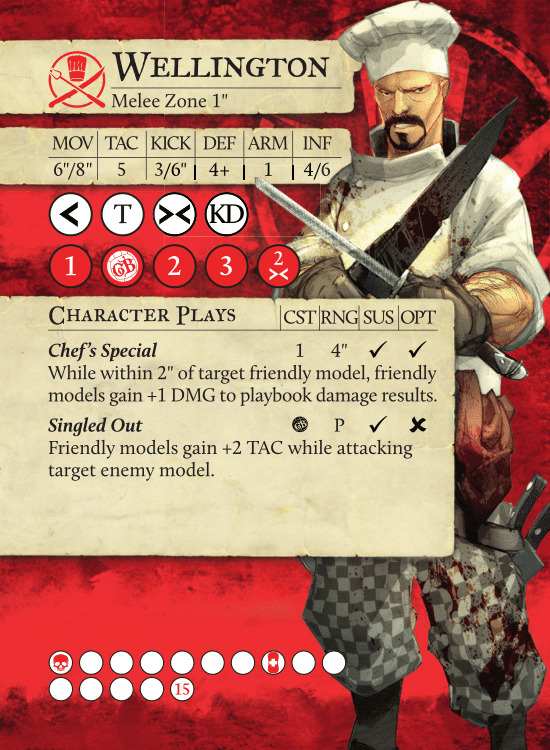 WELLINGTON
Melee Zone 1"
MOV TAC KICK DEF ARM INF
6"/8" 5 3/6" 4+ 1 4/6
< T >< KD
1 GB 2 3 2 ><
CHARACTER PLAYS CST RNG SUS OPT
Chef's Special 1 4" ✓ ✓
While within 2" of target friendly model, friendly
models gain +1 DMG to playbook damage results.
Singled Out GB P ✓ ✗
Friendly models gain +2 TAC while attacking
target enemy model.
15